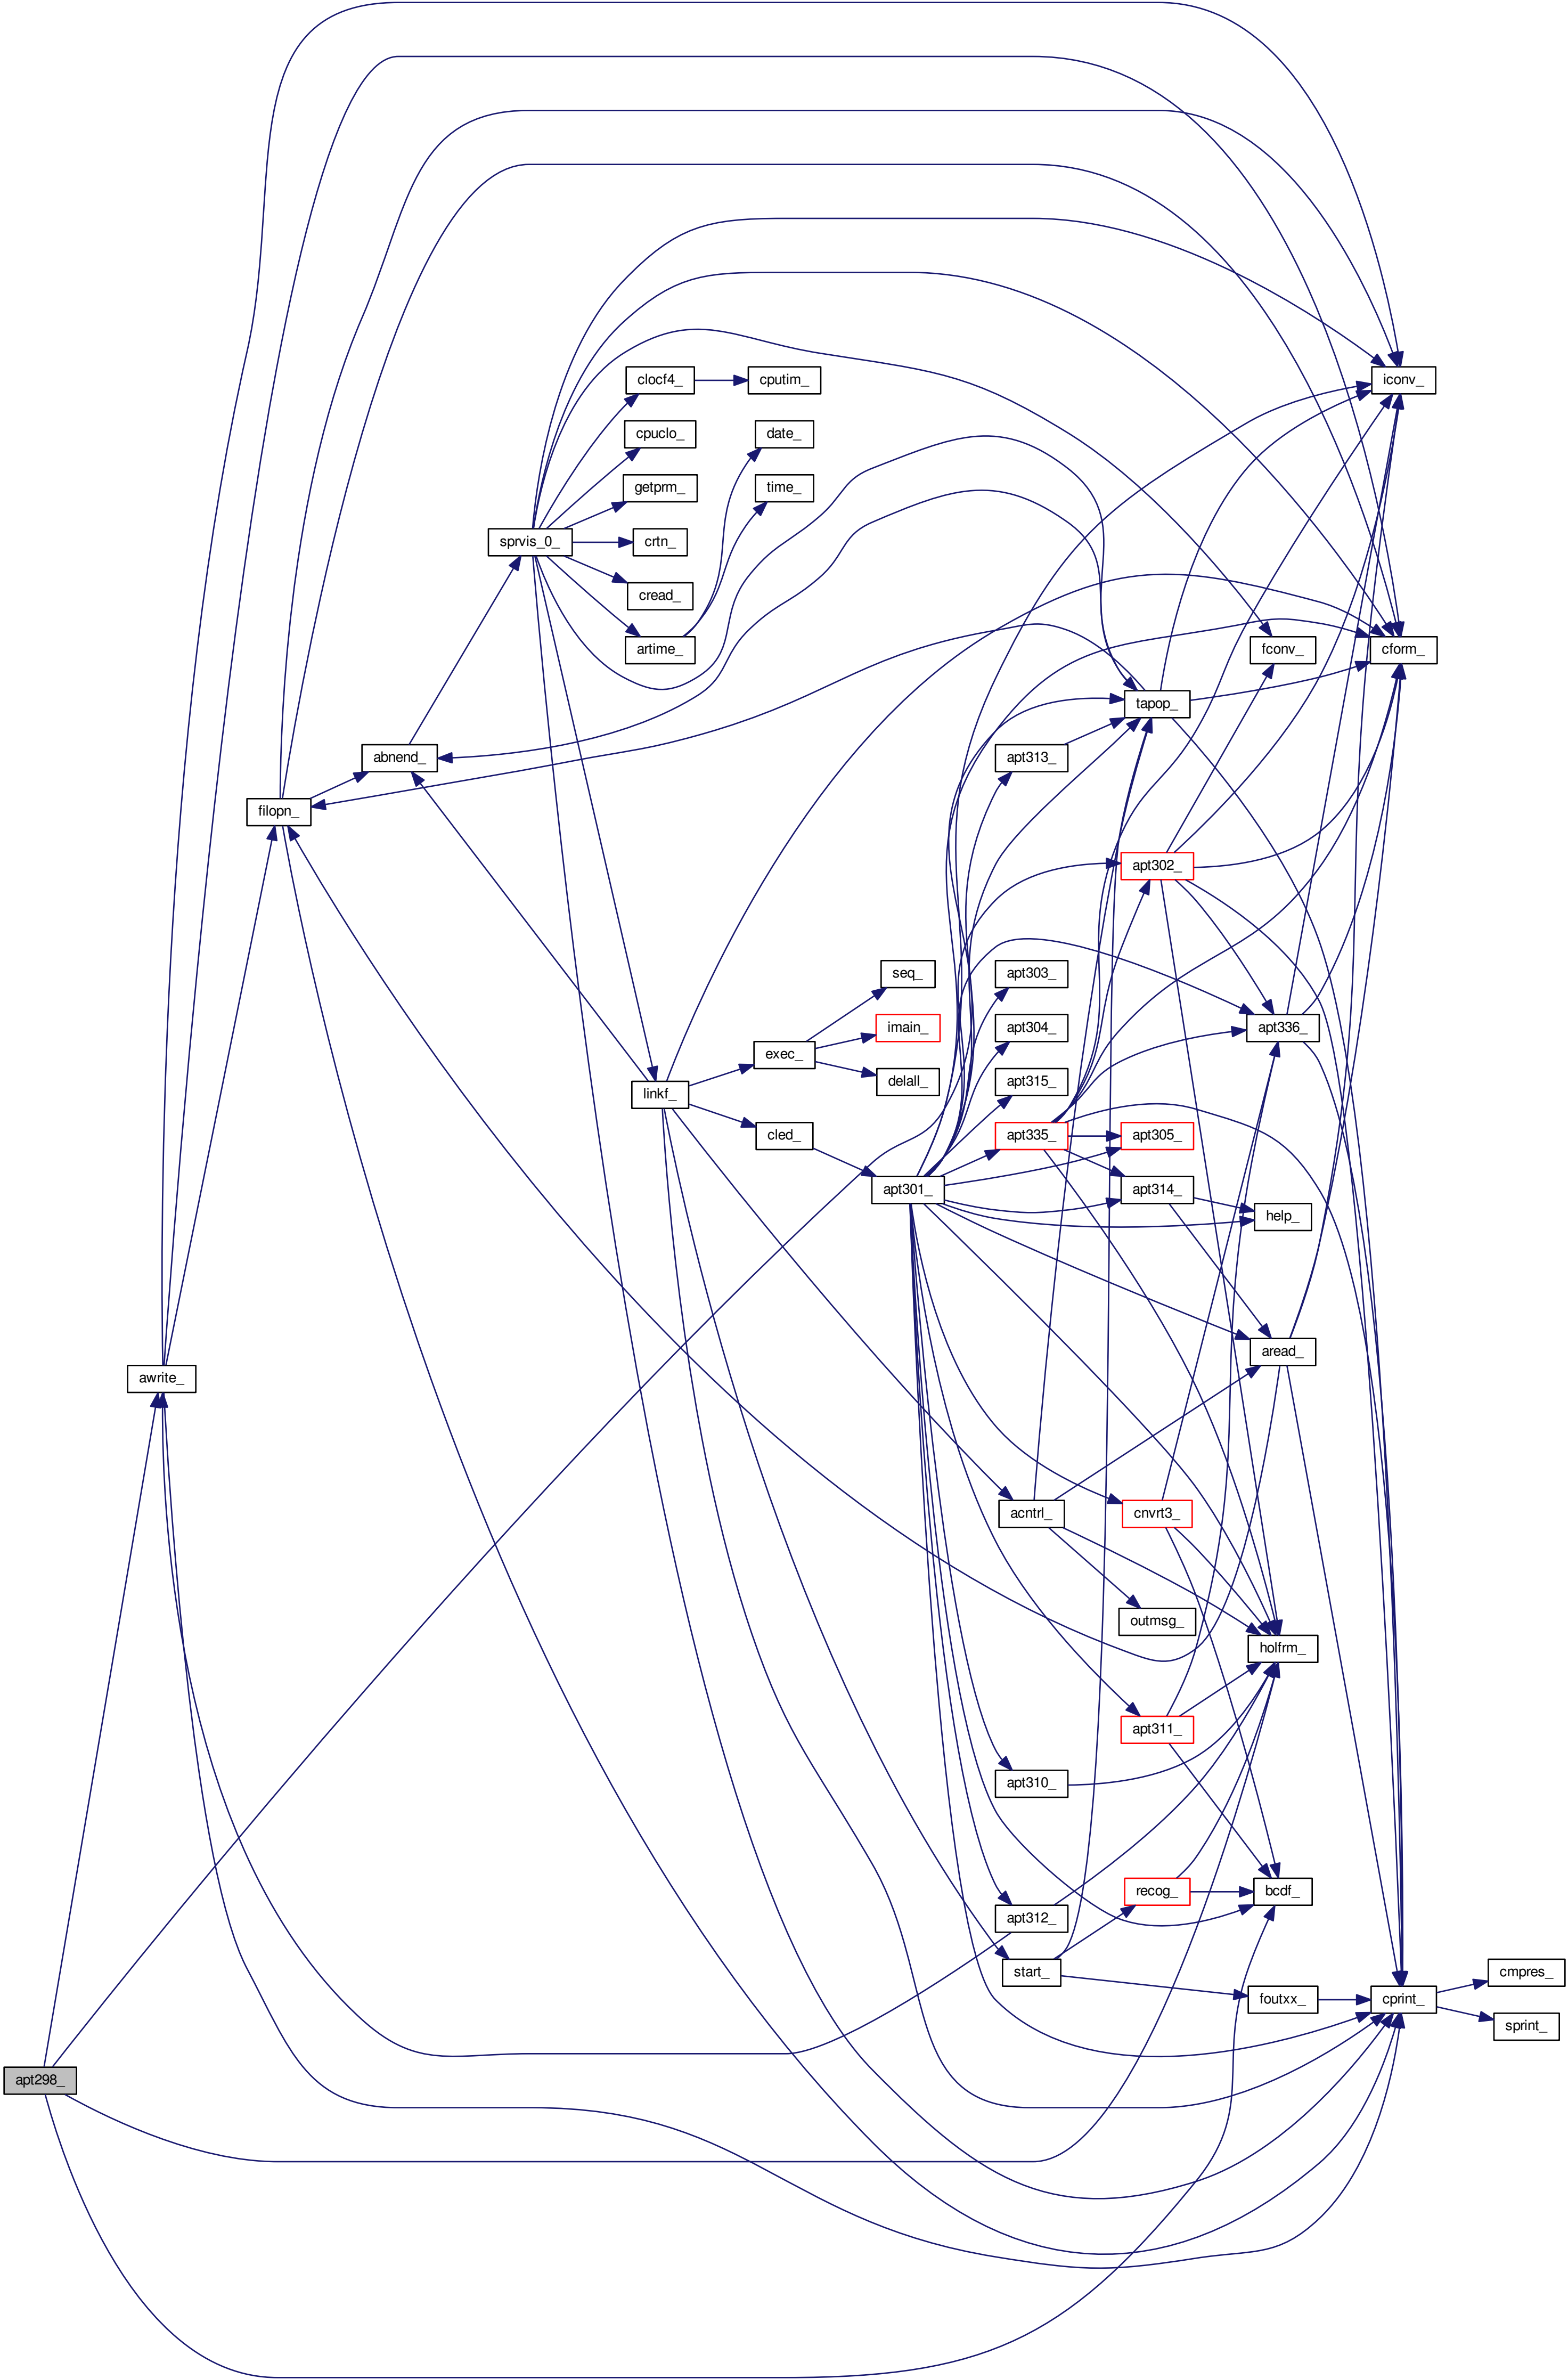 iconv_
clocf4_
cputim_
cpuclo_
date_
getprm_
time_
sprvis_0_
crtn_
cread_
artime_
fconv_
cform_
tapop_
abnend_
apt313_
filopn_
apt302_
seq_
apt303_
imain_
apt304_
apt336_
exec_
delall_
apt315_
linkf_
cled_
apt335_
apt305_
apt301_
apt314_
help_
awrite_
aread_
acntrl_
cnvrt3_
outmsg_
holfrm_
apt311_
apt310_
recog_
bcdf_
apt312_
start_
cmpres_
foutxx_
cprint_
sprint_
apt298_